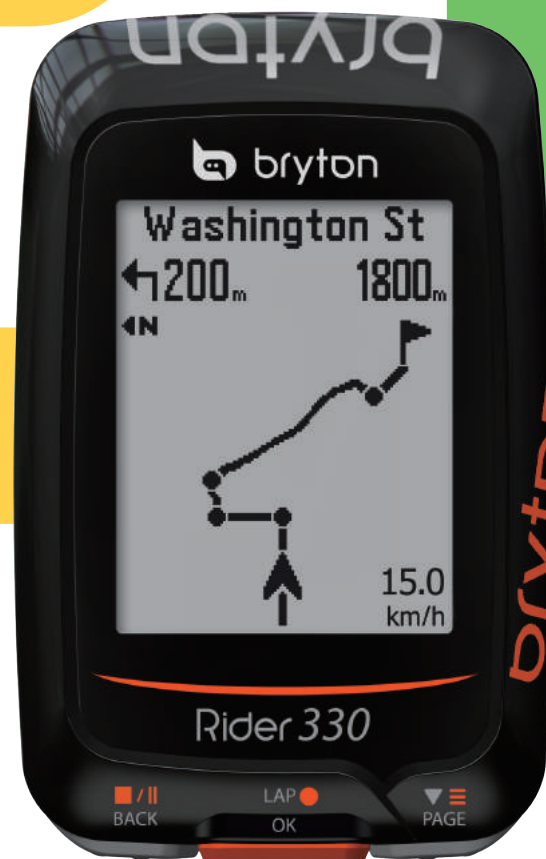 bryton
bryton
Washington St
200m 1800m
N
15.0
km/h
bryton
Rider 330
LAP
BACK OK PAGE